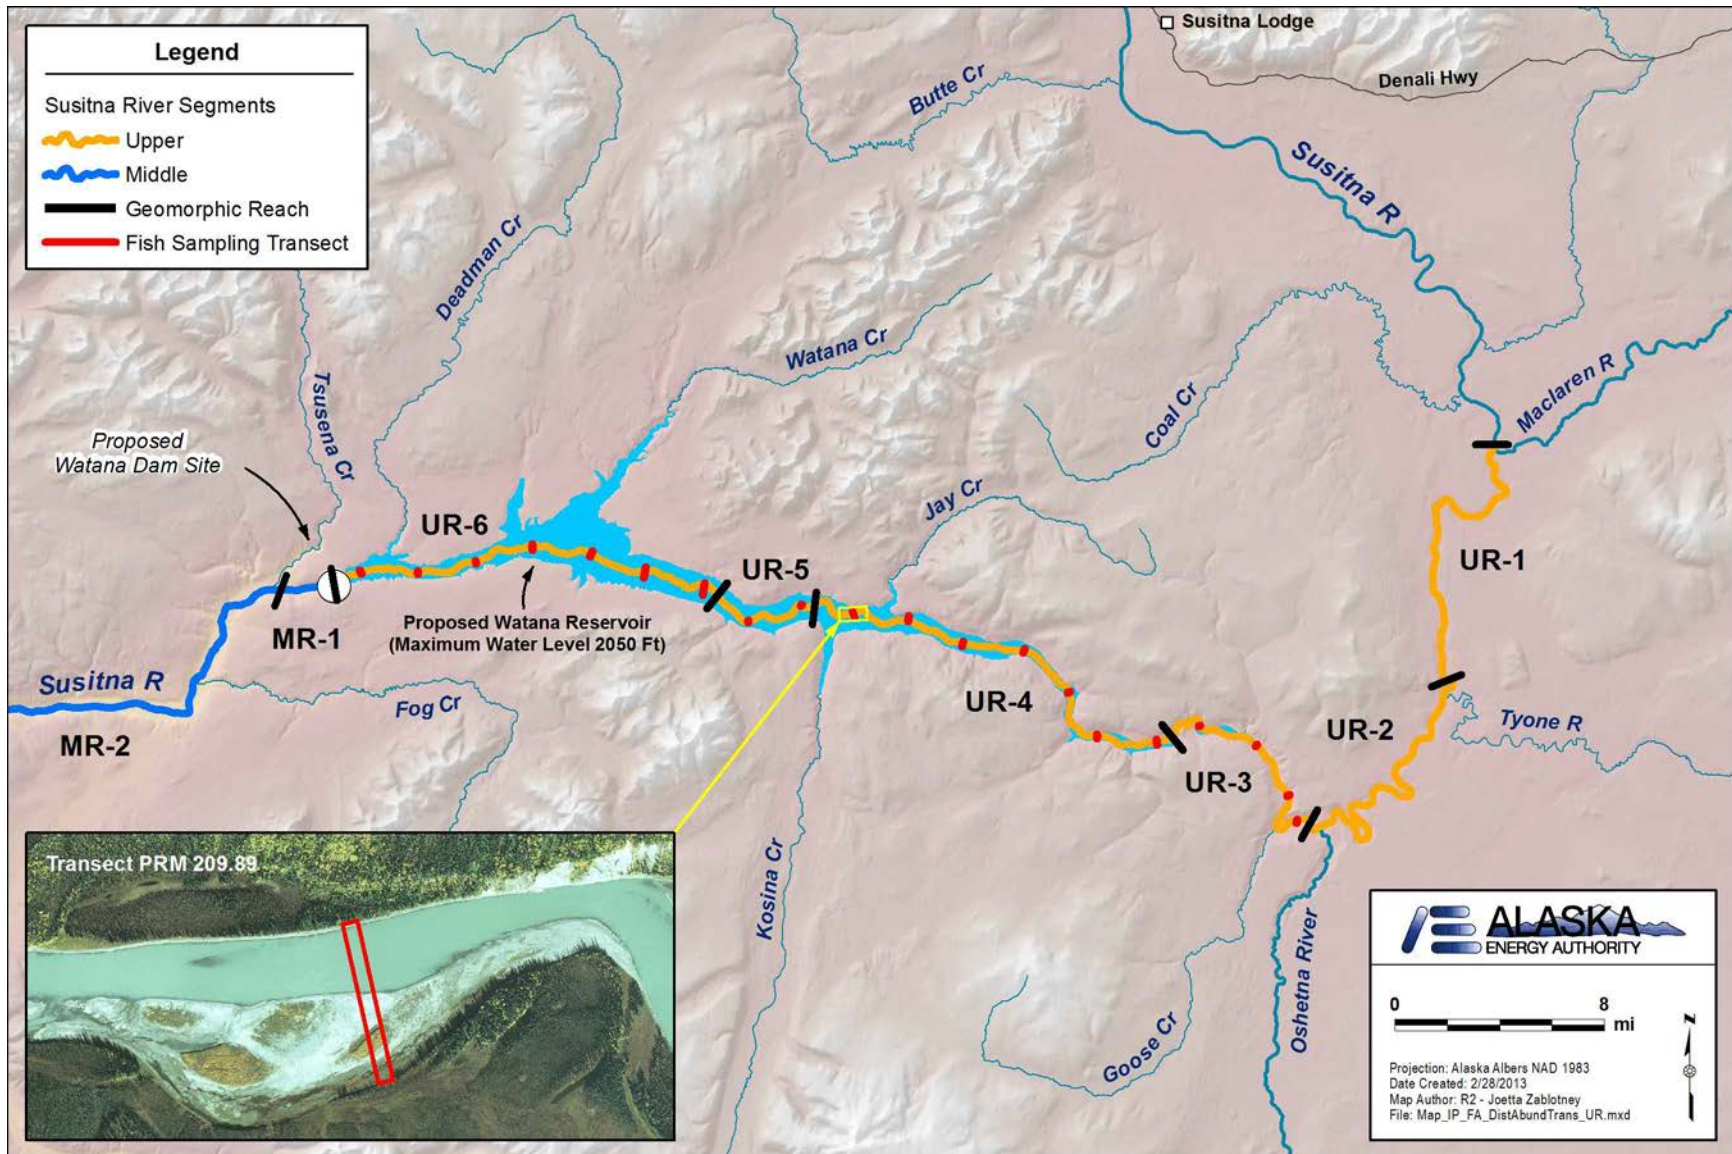 Legend
Susitna River Segments
Upper
Middle
Geomorphic Reach
Fish Sampling Transect
Susitna Lodge
Denali Hwy
Butte Cr
Susitna R
Deadman Cr
Watana Cr
Tsusena Cr
Coal Cr
Maclaren R
Proposed
Watana Dam Site
Jay Cr
UR-6
UR-5
UR-1
Proposed Watana Reservoir
(Maximum Water Level 2050 Ft)
MR-1
Susitna R
Fog Cr
UR-4
UR-2
Tyone R
MR-2
UR-3
Transect PRM 209.89
Kosina Cr
Goose Cr
Oshetna River
ALASKA
ENERGY AUTHORITY
0 8
mi
N
Projection: Alaska Albers NAD 1983
Date Created: 2/28/2013
Map Author: R2 - Joetta Zablotney
File: Map_IP_FA_DistAbundTrans_UR.mxd